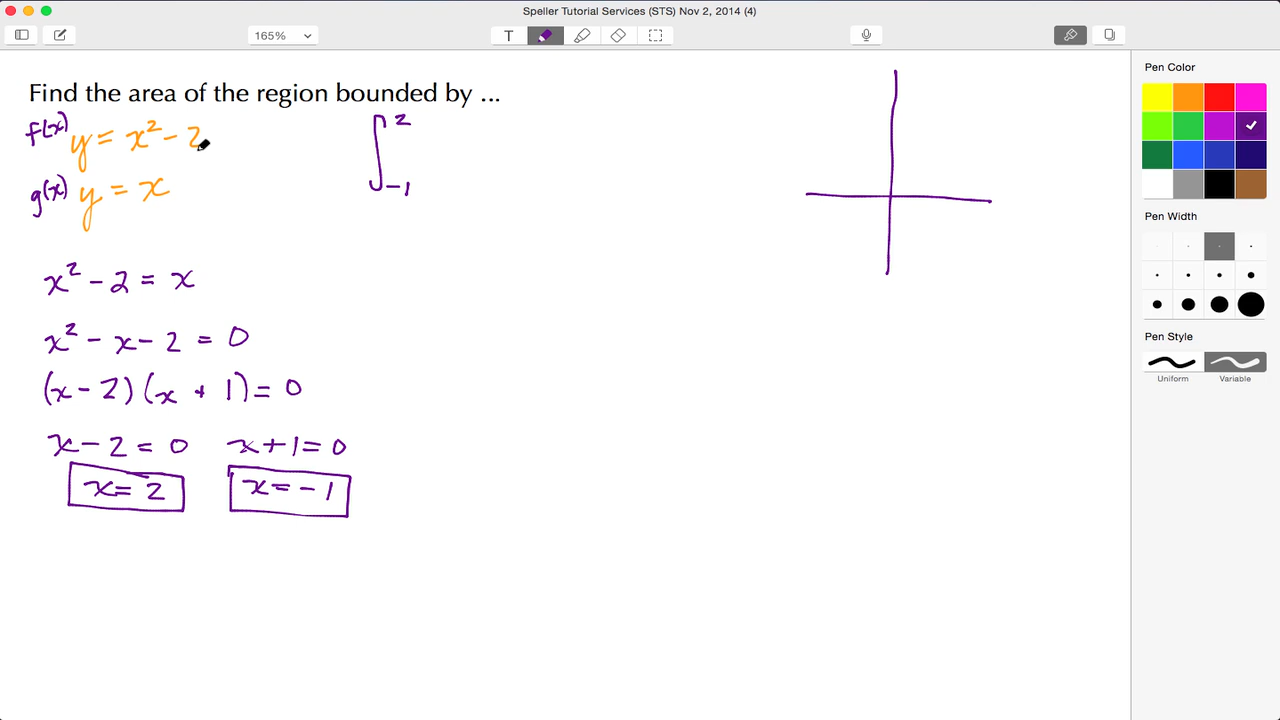 Speller Tutorial Services (STS) Nov 2, 2014 (4)
165%
T
Find the area of the region bounded by ...
f(x) y = x² - 2
g(x) y = x
∫ 2 -1
x² - 2 = x
x² - x - 2 = 0
(x - 2)(x + 1) = 0
x - 2 = 0 x + 1 = 0
x = 2 x = -1
Pen Color
Pen Width
Pen Style
Uniform Variable